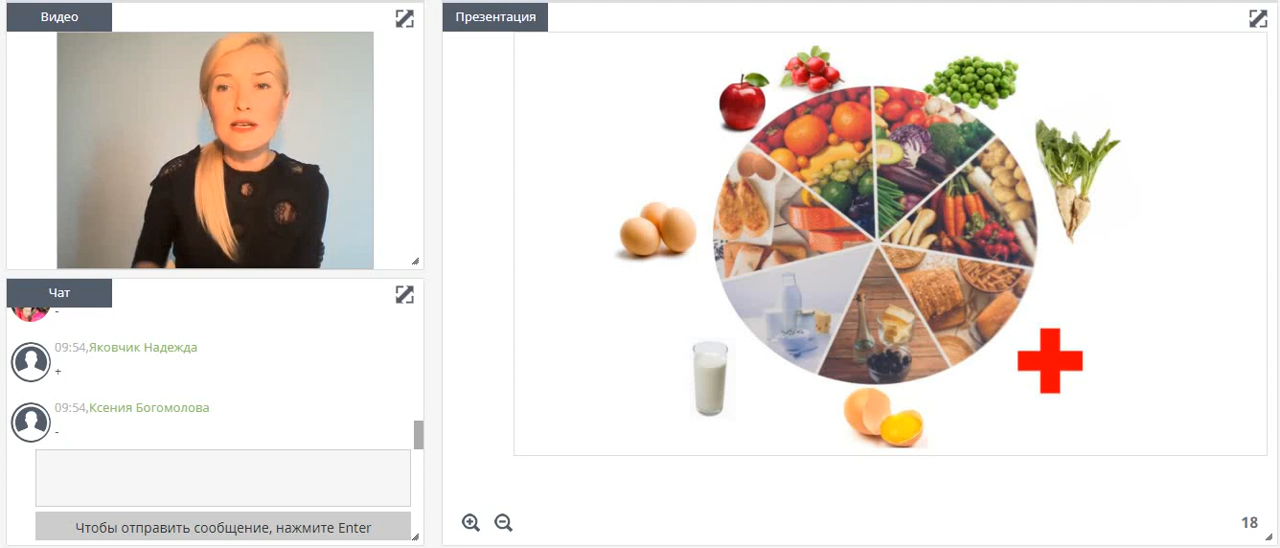 Видео
Презентация
Чат
-
09:54,Яковчик Надежда
+
09:54,Ксения Богомолова
-
Чтобы отправить сообщение, нажмите Enter
18